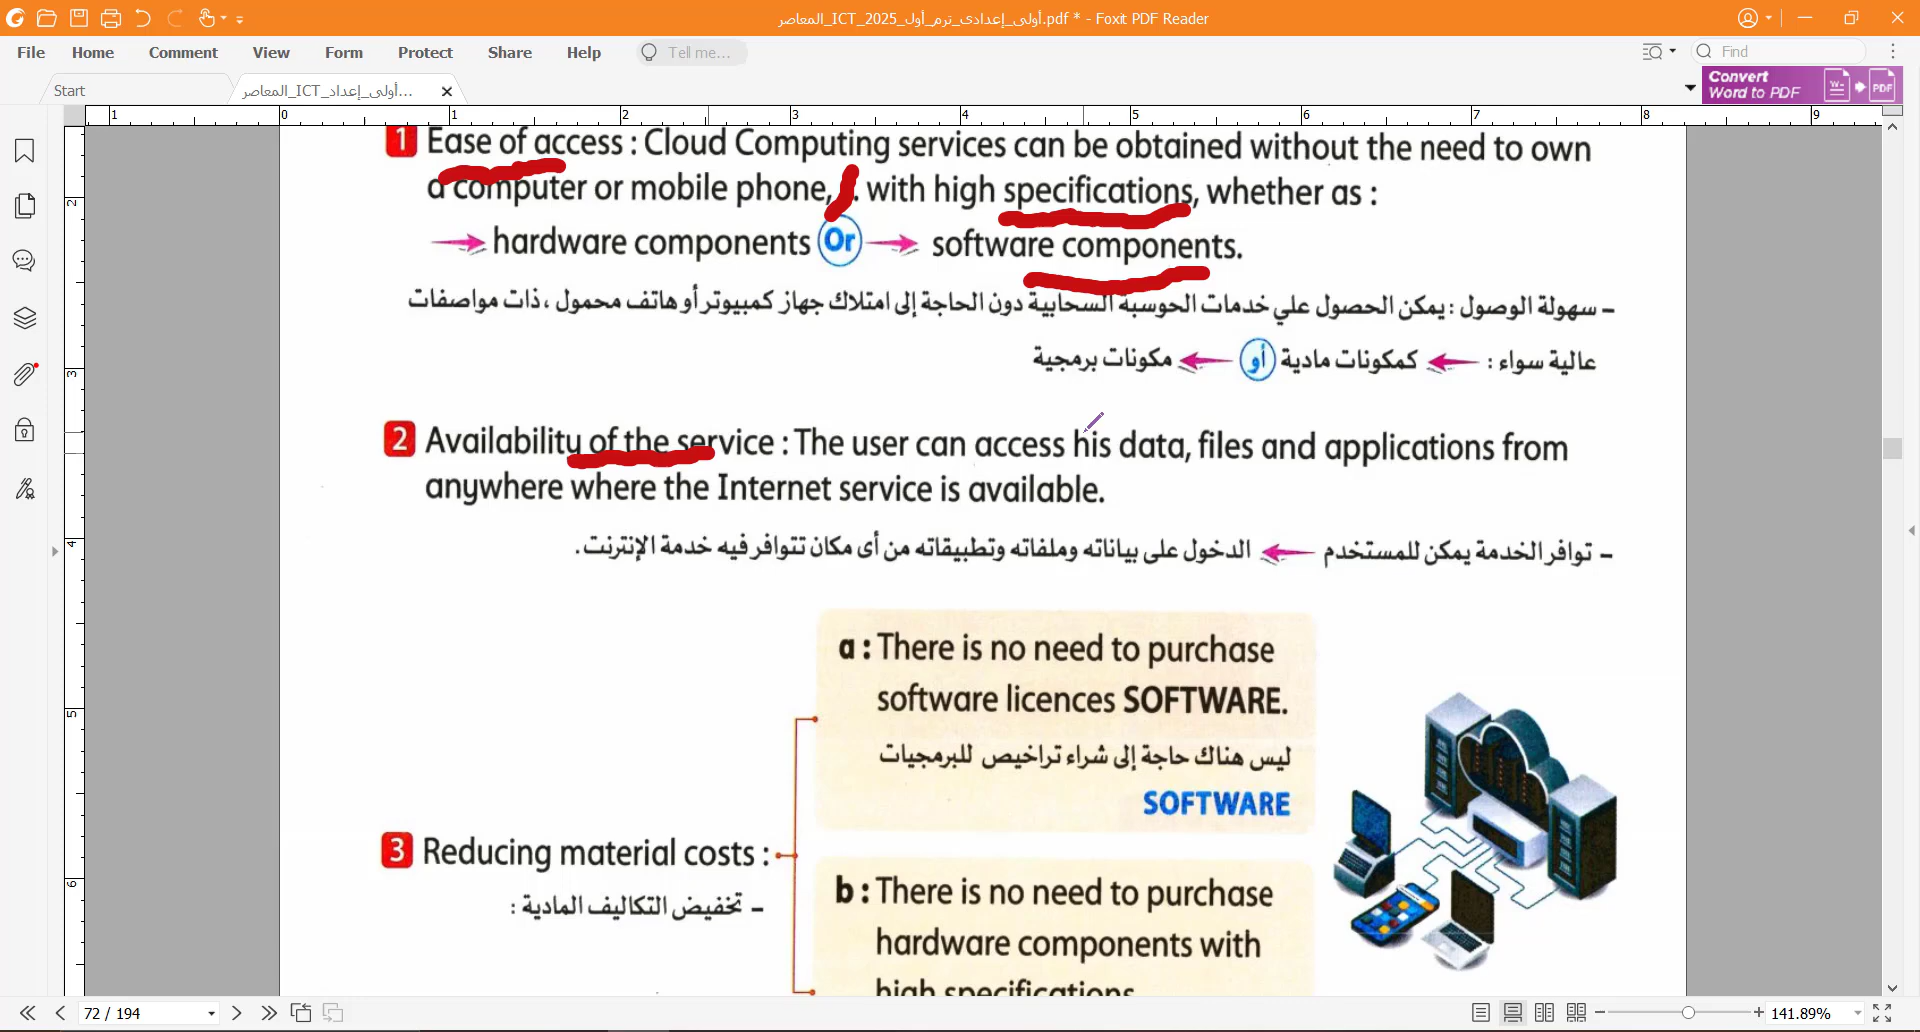 المعاصر_ICT_أولى_إعدادى_ترم_أول_2025.pdf * - Foxit PDF Reader
File Home Comment View Form Protect Share Help Tell me... Find
Start المعاصر_ICT_أولى_إعداد... Convert Word to PDF
1 Ease of access : Cloud Computing services can be obtained without the need to own
a computer or mobile phone, with high specifications, whether as :
hardware components Or software components.
– سهولة الوصول : يمكن الحصول علي خدمات الحوسبة السحابية دون الحاجة إلى امتلاك جهاز كمبيوتر أو هاتف محمول ، ذات مواصفات
عالية سواء : كمكونات مادية أو مكونات برمجية
2 Availability of the service : The user can access his data, files and applications from
anywhere where the Internet service is available.
– توافر الخدمة يمكن للمستخدم الدخول على بياناته وملفاته وتطبيقاته من أى مكان تتوافر فيه خدمة الإنترنت .
a : There is no need to purchase
software licences SOFTWARE.
ليس هناك حاجة إلى شراء تراخيص للبرمجيات
SOFTWARE
3 Reducing material costs :
– تخفيض التكاليف المادية :
b : There is no need to purchase
hardware components with
high specifications
72 / 194 141.89%